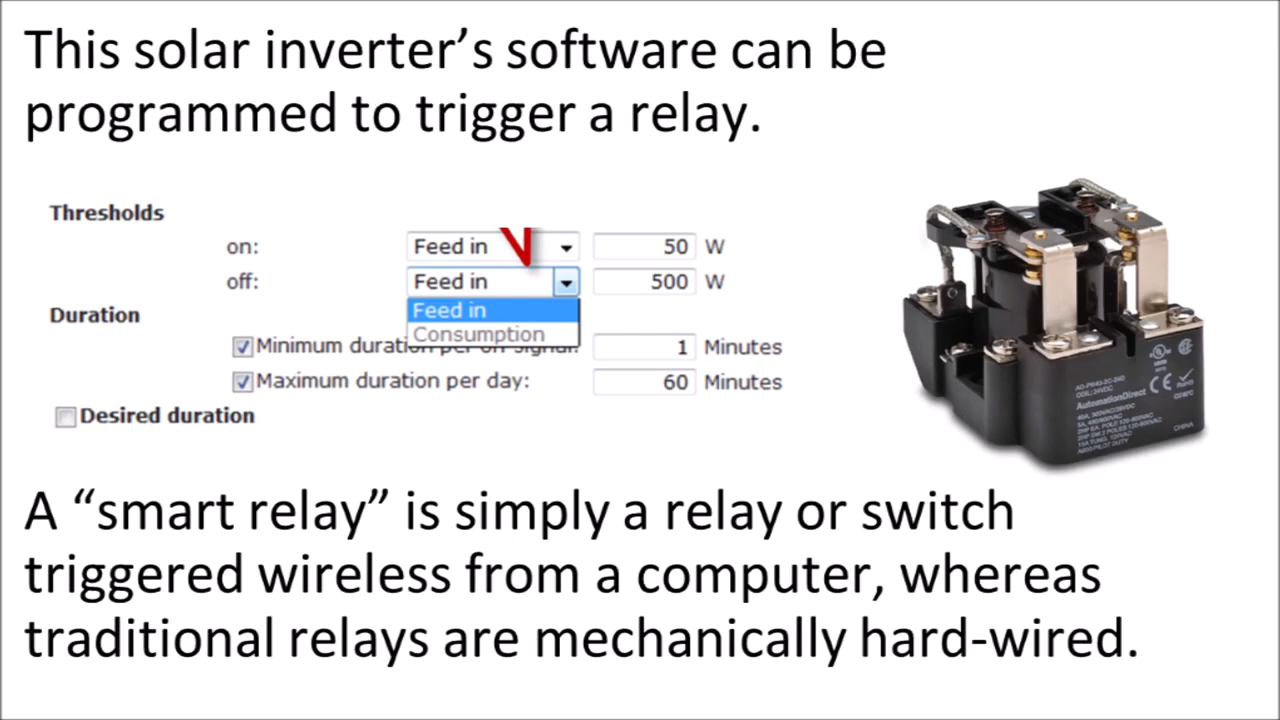 This solar inverter’s software can be
programmed to trigger a relay.
Thresholds
on: Feed in 50 W
off: Feed in 500 W
Feed in
Consumption
Duration
Minimum duration per on signal: 1 Minutes
Maximum duration per day: 60 Minutes
Desired duration
AutomationDirect
CHINA
A “smart relay” is simply a relay or switch
triggered wireless from a computer, whereas
traditional relays are mechanically hard-wired.